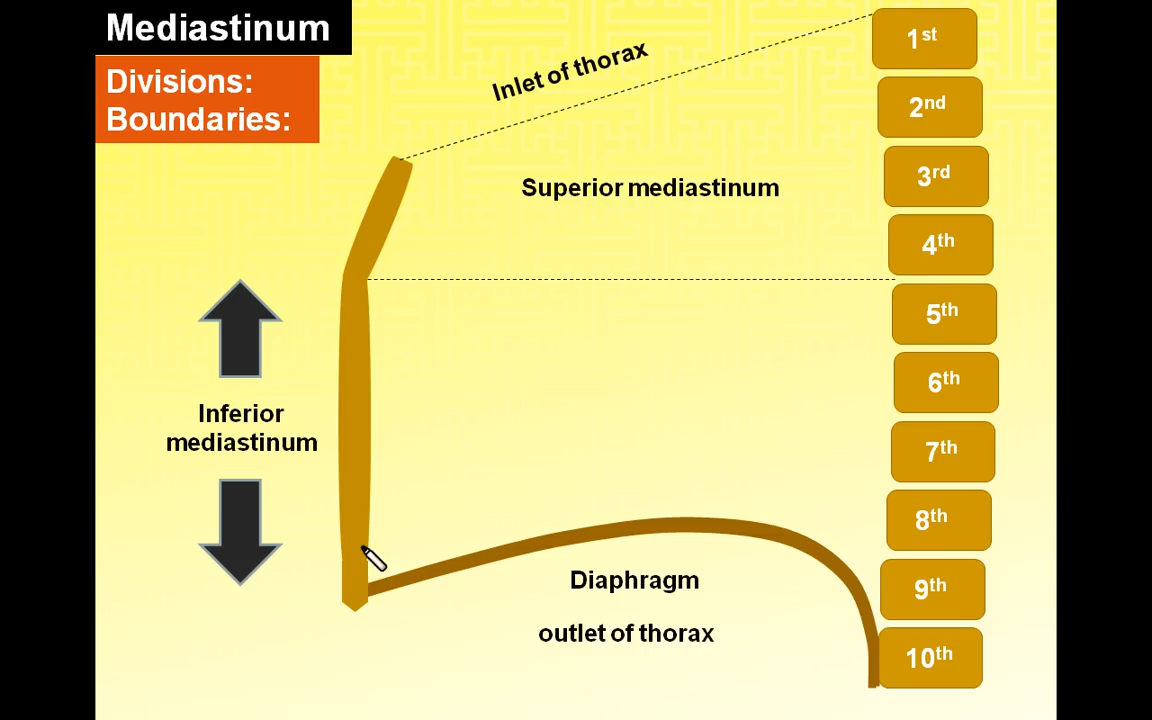 Mediastinum
Divisions:
Boundaries:
Inlet of thorax
Superior mediastinum
Inferior
mediastinum
Diaphragm
outlet of thorax
1st
2nd
3rd
4th
5th
6th
7th
8th
9th
10th